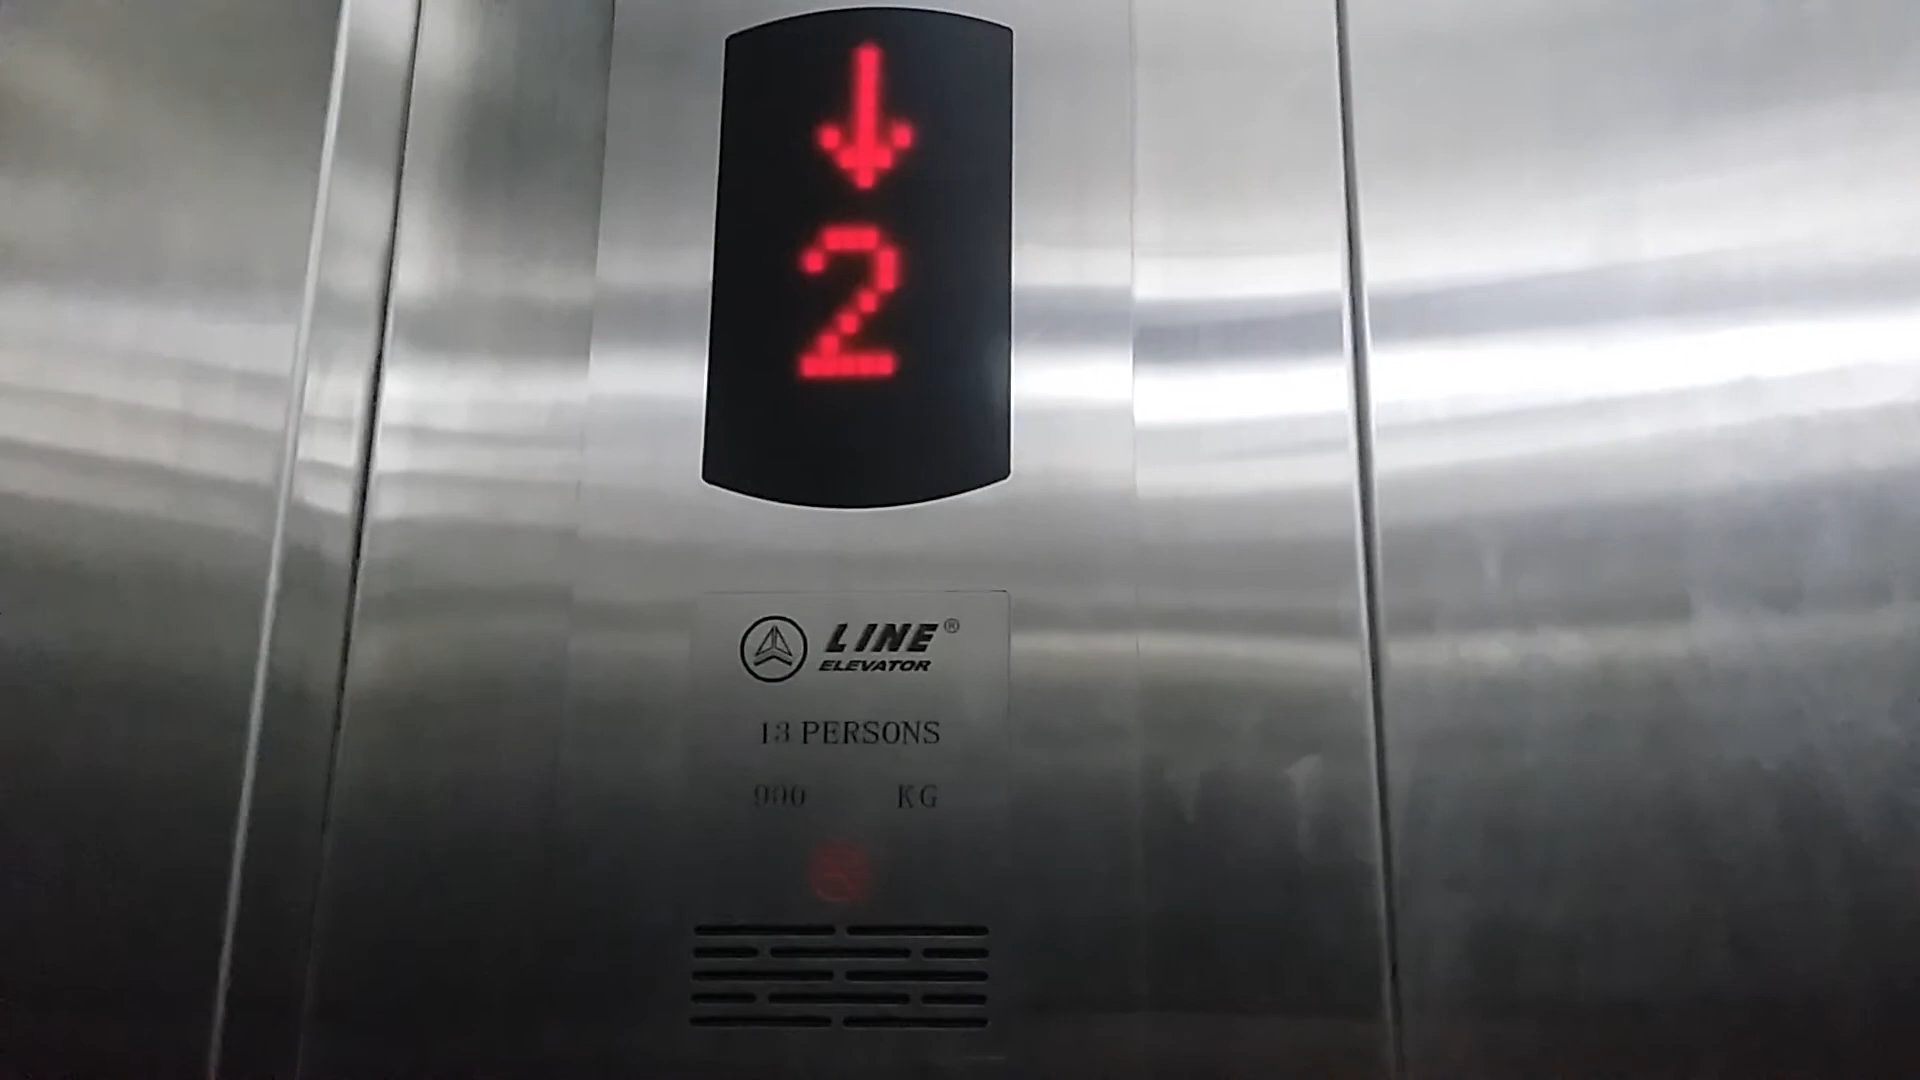 ↓
2
LINE®
ELEVATOR
13 PERSONS
900 KG